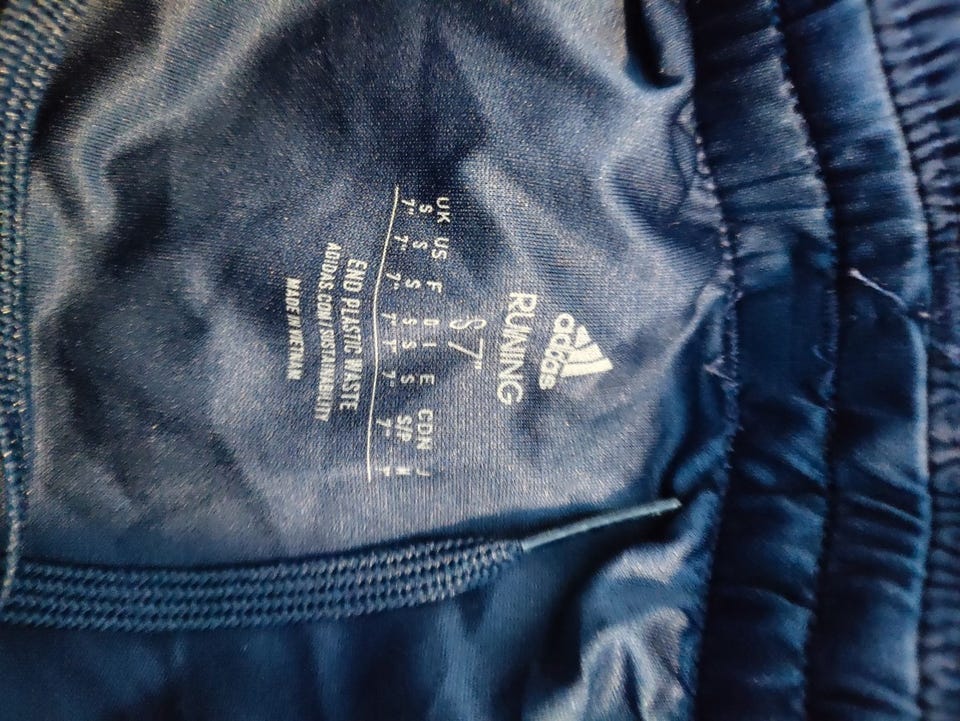 adidas
RUNNING
S 7"
UK US F D I E CDN J
S S S S S S S/P M
7" 7" 7" 7" 7" 7" 7"
END PLASTIC WASTE
ADIDAS.COM/SUSTAINABILITY
MADE IN VIETNAM